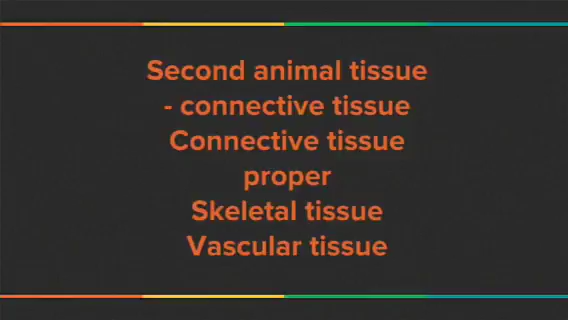 Second animal tissue
- connective tissue
Connective tissue
proper
Skeletal tissue
Vascular tissue